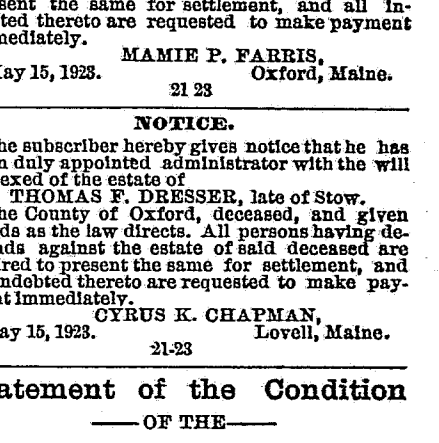 sent the same for settlement, and all in-
ted thereto are requested to make payment
mediately.
MAMIE P. FARRIS,
ay 15, 1923. Oxford, Maine.
21 23
NOTICE.
he subscriber hereby gives notice that he has
n duly appointed administrator with the will
exed of the estate of
THOMAS F. DRESSER, late of Stow.
he County of Oxford, deceased, and given
ds as the law directs. All persons having de-
nds against the estate of said deceased are
ired to present the same for settlement, and
indebted thereto are requested to make pay-
nt immediately.
CYRUS K. CHAPMAN,
ay 15, 1923. Lovell, Maine.
21-23
atement of the Condition
OF THE